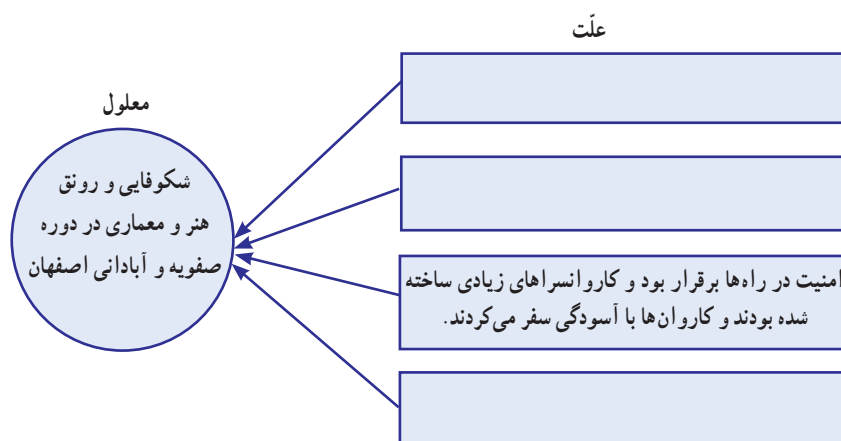 علّت
معلول
شکوفایی و رونق
هنر و معماری در دوره
صفویه و آبادانی اصفهان
امنیت در راه‌ها برقرار بود و کاروانسراهای زیادی ساخته
شده بودند و کاروان‌ها با آسودگی سفر می‌کردند.